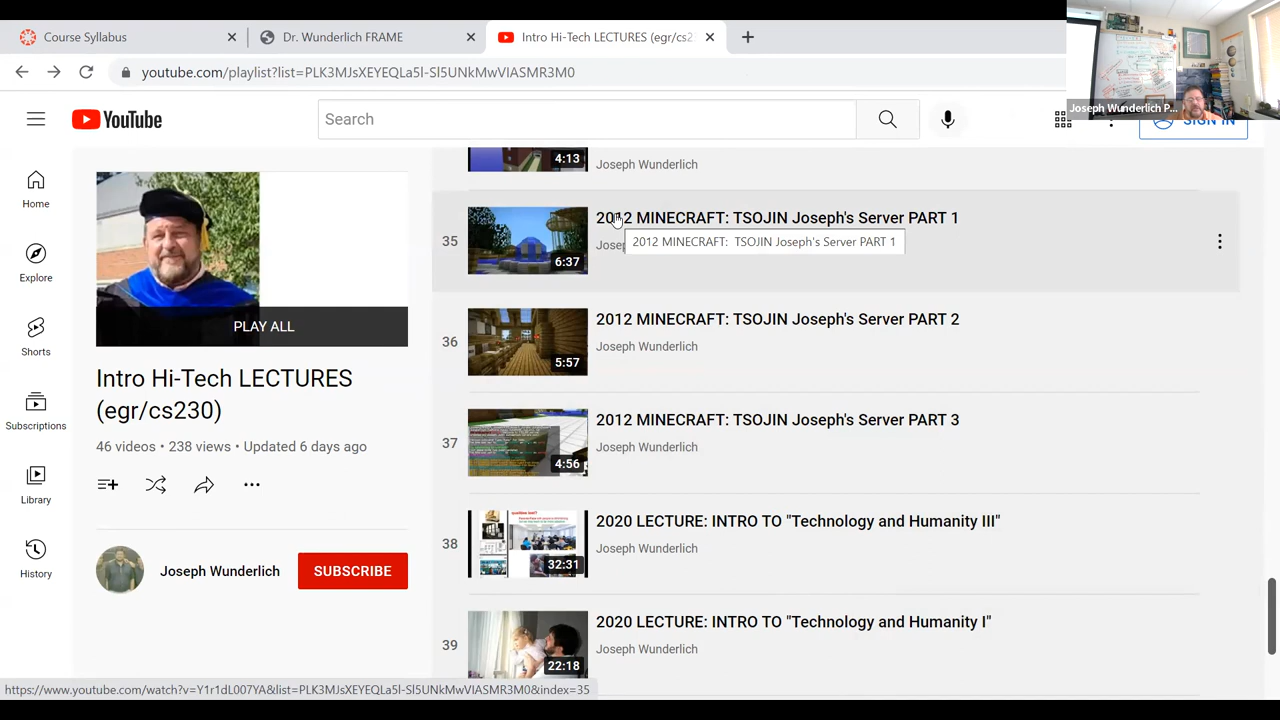 Course Syllabus
Dr. Wunderlich FRAME
Intro Hi-Tech LECTURES (egr/cs2
youtube.com/playlist?list=PLK3MJsXEYEQLa5l-Sl5UNkMwVIASMR3M0
Joseph Wunderlich P...
YouTube
Search
SIGN IN
Home
Explore
Shorts
Subscriptions
Library
History
PLAY ALL
Intro Hi-Tech LECTURES
(egr/cs230)
46 videos • 238 views • Updated 6 days ago
Joseph Wunderlich
SUBSCRIBE
4:13
Joseph Wunderlich
35
6:37
2012 MINECRAFT: TSOJIN Joseph's Server PART 1
Josep
2012 MINECRAFT: TSOJIN Joseph's Server PART 1
36
5:57
2012 MINECRAFT: TSOJIN Joseph's Server PART 2
Joseph Wunderlich
37
4:56
2012 MINECRAFT: TSOJIN Joseph's Server PART 3
Joseph Wunderlich
38
32:31
2020 LECTURE: INTRO TO "Technology and Humanity III"
Joseph Wunderlich
39
22:18
2020 LECTURE: INTRO TO "Technology and Humanity I"
Joseph Wunderlich
https://www.youtube.com/watch?v=Y1r1dL007YA&list=PLK3MJsXEYEQLa5l-Sl5UNkMwVIASMR3M0&index=35